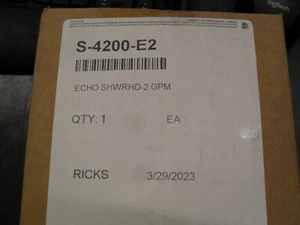 S-4200-E2
ECHO SHWRHD-2 GPM
QTY: 1 EA
RICKS 3/29/2023